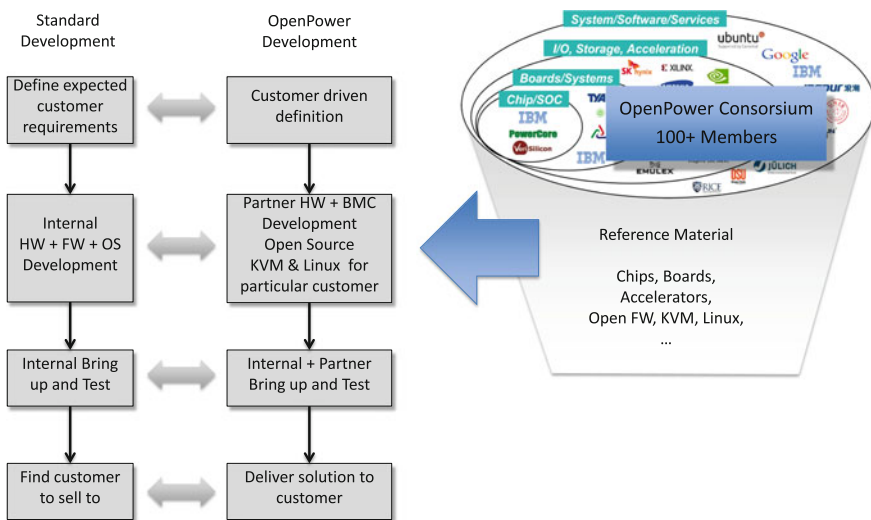 Standard
Development
OpenPower
Development
Define expected
customer
requirements
Customer driven
definition
Internal
HW + FW + OS
Development
Partner HW + BMC
Development
Open Source
KVM & Linux for
particular customer
Internal Bring
up and Test
Internal + Partner
Bring up and Test
Find customer
to sell to
Deliver solution to
customer
System/Software/Services
ubuntu
Google
I/O, Storage, Acceleration
SK hynix
XILINX
IBM
Boards/Systems
TYA
Chip/SOC
IBM
PowerCore
VeriSilicon
IBM
OpenPower Consorsium
100+ Members
EMULEX
JÜLICH
RICE
Reference Material
Chips, Boards,
Accelerators,
Open FW, KVM, Linux,
…